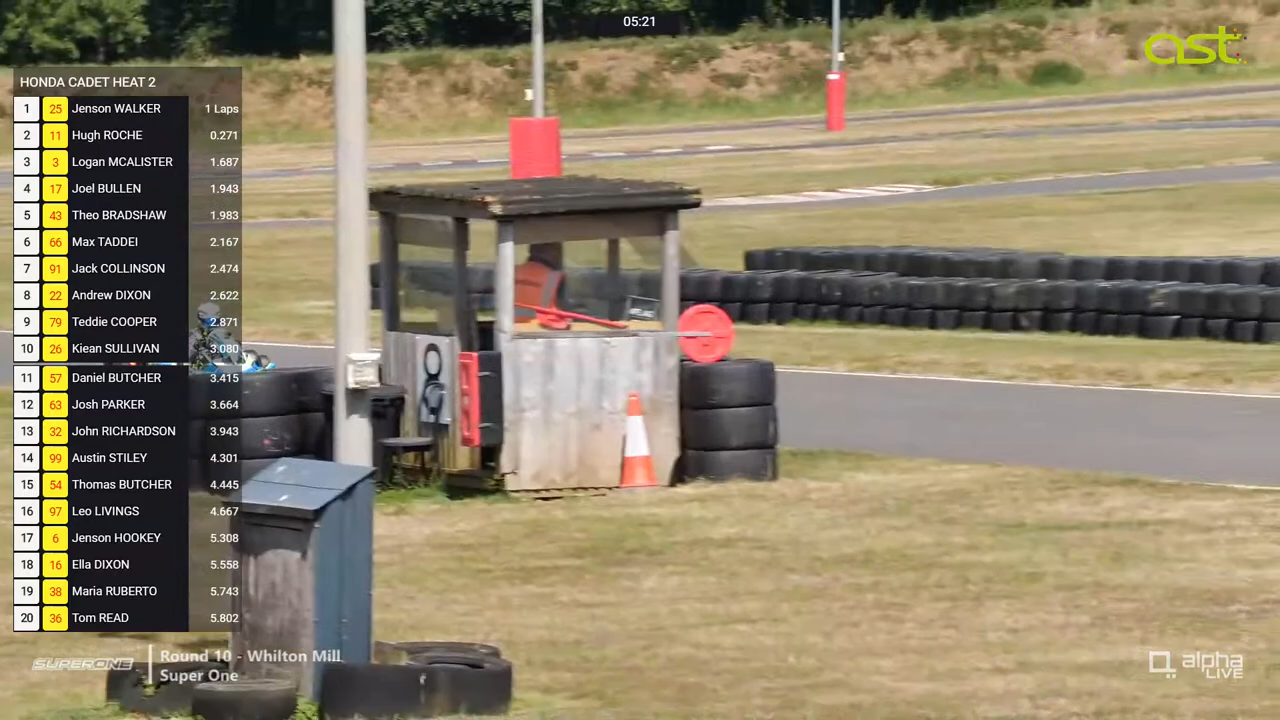 05:21
ast
HONDA CADET HEAT 2
1 25 Jenson WALKER 1 Laps
2 11 Hugh ROCHE 0.271
3 3 Logan MCALISTER 1.687
4 17 Joel BULLEN 1.943
5 43 Theo BRADSHAW 1.983
6 66 Max TADDEI 2.167
7 91 Jack COLLINSON 2.474
8 22 Andrew DIXON 2.622
9 79 Teddie COOPER 2.871
10 26 Kiean SULLIVAN 3.080
11 57 Daniel BUTCHER 3.415
12 63 Josh PARKER 3.664
13 32 John RICHARDSON 3.943
14 99 Austin STILEY 4.301
15 54 Thomas BUTCHER 4.445
16 97 Leo LIVINGS 4.667
17 6 Jenson HOOKEY 5.308
18 16 Ella DIXON 5.558
19 38 Maria RUBERTO 5.743
20 36 Tom READ 5.802
SUPERONE
Round 10 - Whilton Mill
Super One
alpha
LIVE